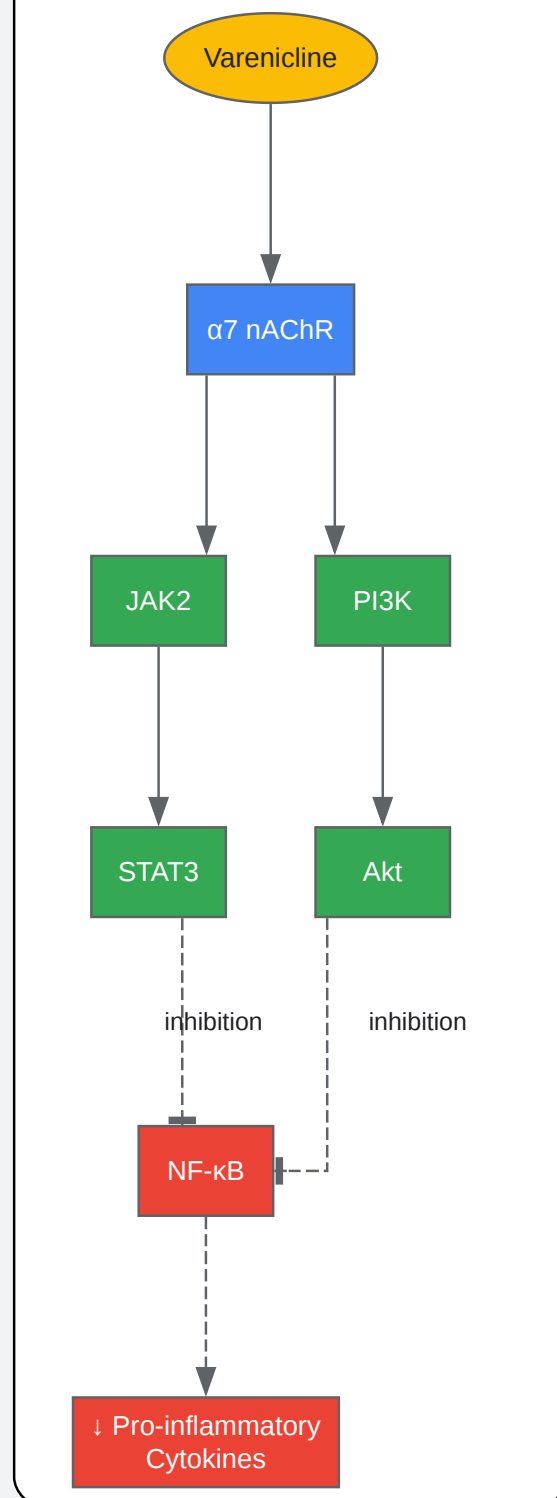 Varenicline
α7 nAChR
JAK2
PI3K
STAT3
Akt
inhibition
inhibition
NF-κB
↓ Pro-inflammatory
Cytokines